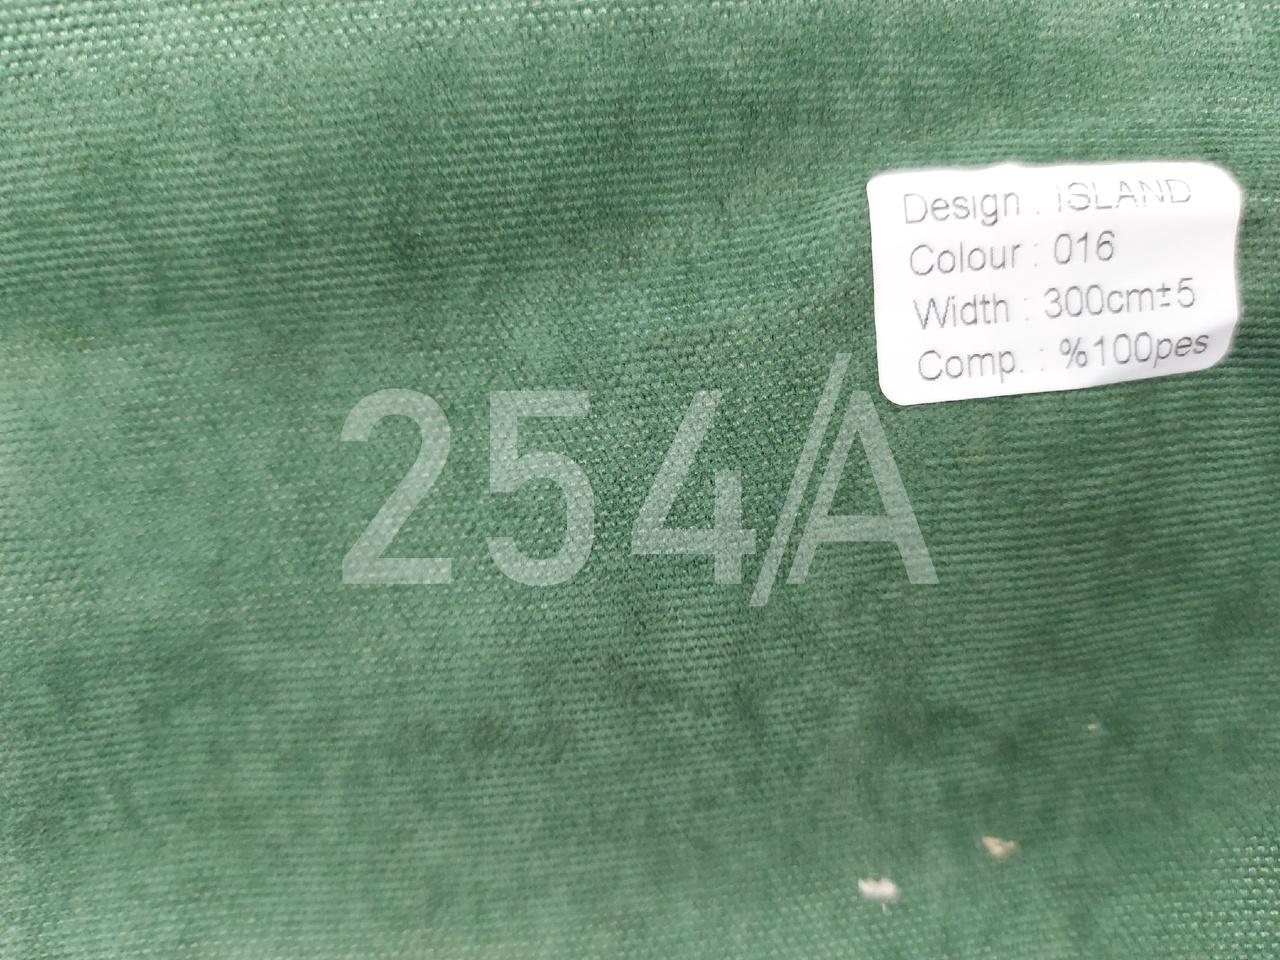 Design : ISLAND
Colour : 016
Width : 300cm±5
Comp. : %100pes
254/A